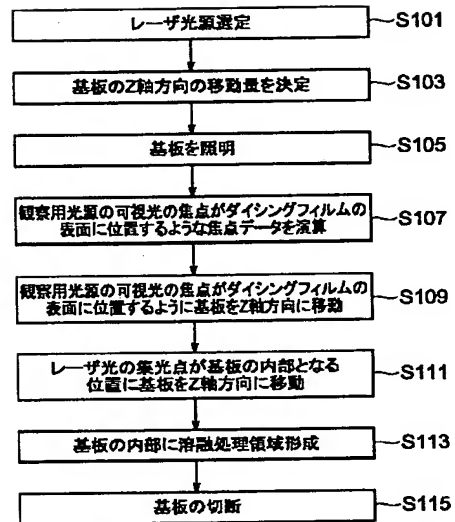 レーザ光源選定
S101
基板のZ軸方向の移動量を決定
S103
基板を照明
S105
観察用光源の可視光の焦点がダイシングフィルムの
表面に位置するような焦点データを演算
S107
観察用光源の可視光の焦点がダイシングフィルムの
表面に位置するように基板をZ軸方向に移動
S109
レーザ光の集光点が基板の内部となる
位置に基板をZ軸方向に移動
S111
基板の内部に溶融処理領域形成
S113
基板の切断
S115